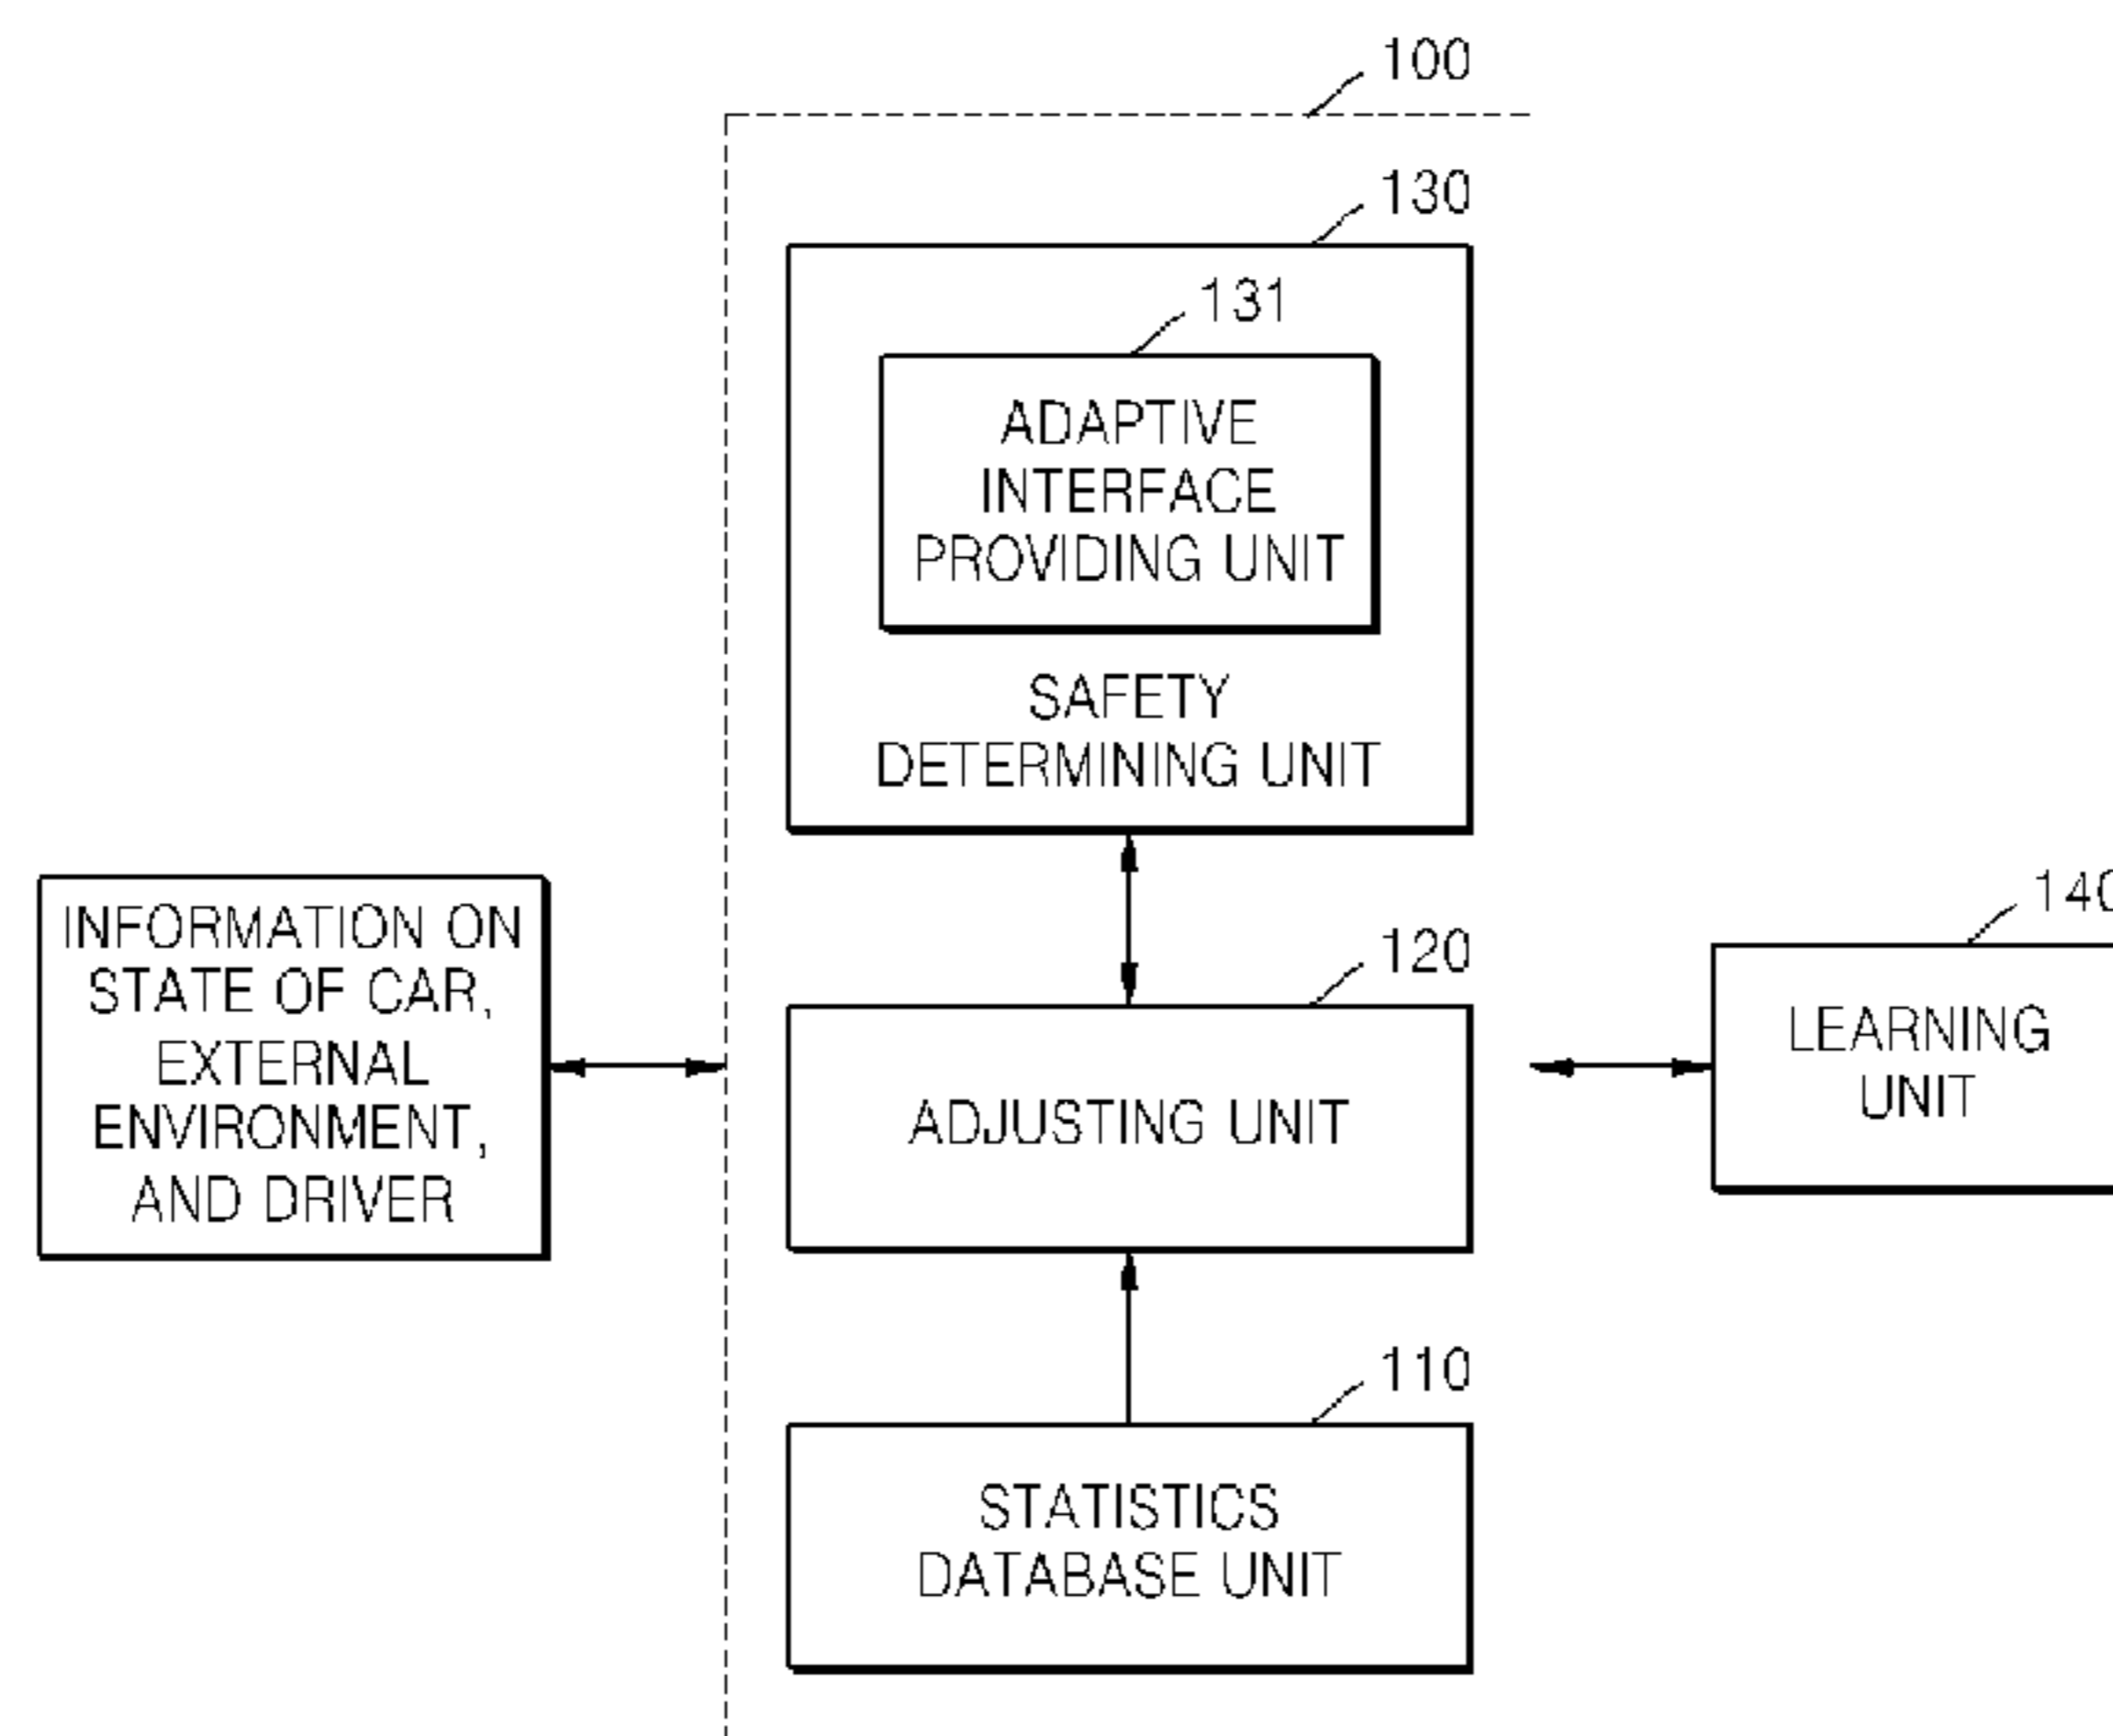 100
130
131
ADAPTIVE
INTERFACE
PROVIDING UNIT
SAFETY
DETERMINING UNIT
INFORMATION ON
STATE OF CAR,
EXTERNAL
ENVIRONMENT,
AND DRIVER
120
ADJUSTING UNIT
140
LEARNING
UNIT
110
STATISTICS
DATABASE UNIT